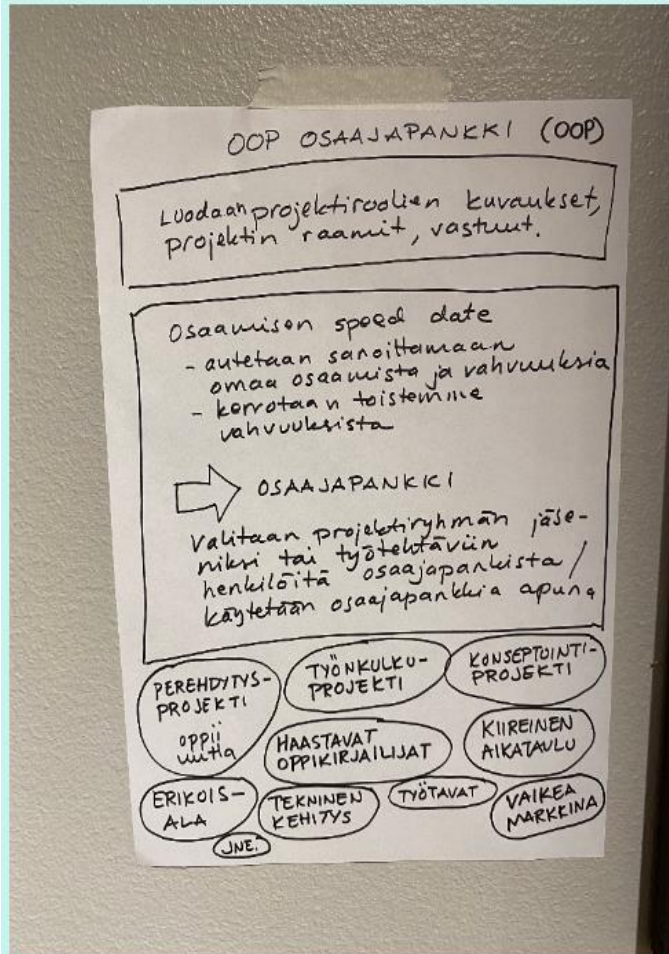 OOP OSAAJAPANKKI (OOP)
Luodaan projektiroolien kuvaukset,
projektin raamit, vastuut.
Osaamisen speed date
- autetaan sanoittamaan
omaa osaamista ja vahvuuksia
- kerrotaan toistemme
vahvuuksista
OSAAJAPANKKI
Valitaan projektiryhmän jäse-
niksi tai työtehtäviin
henkilöitä osaajapankista /
käytetään osaajapankkia apuna
PEREHDYTYS-
PROJEKTI
OPPII
uutta
TYÖNKULKU-
PROJEKTI
KONSEPTOINTI-
PROJEKTI
HAASTAVAT
OPPIKIRJAILIJAT
KIIREINEN
AIKATAULU
ERIKOIS-
ALA
TEKNINEN
KEHITYS
TYÖTAVAT
VAIKEA
MARKKINA
JNE.